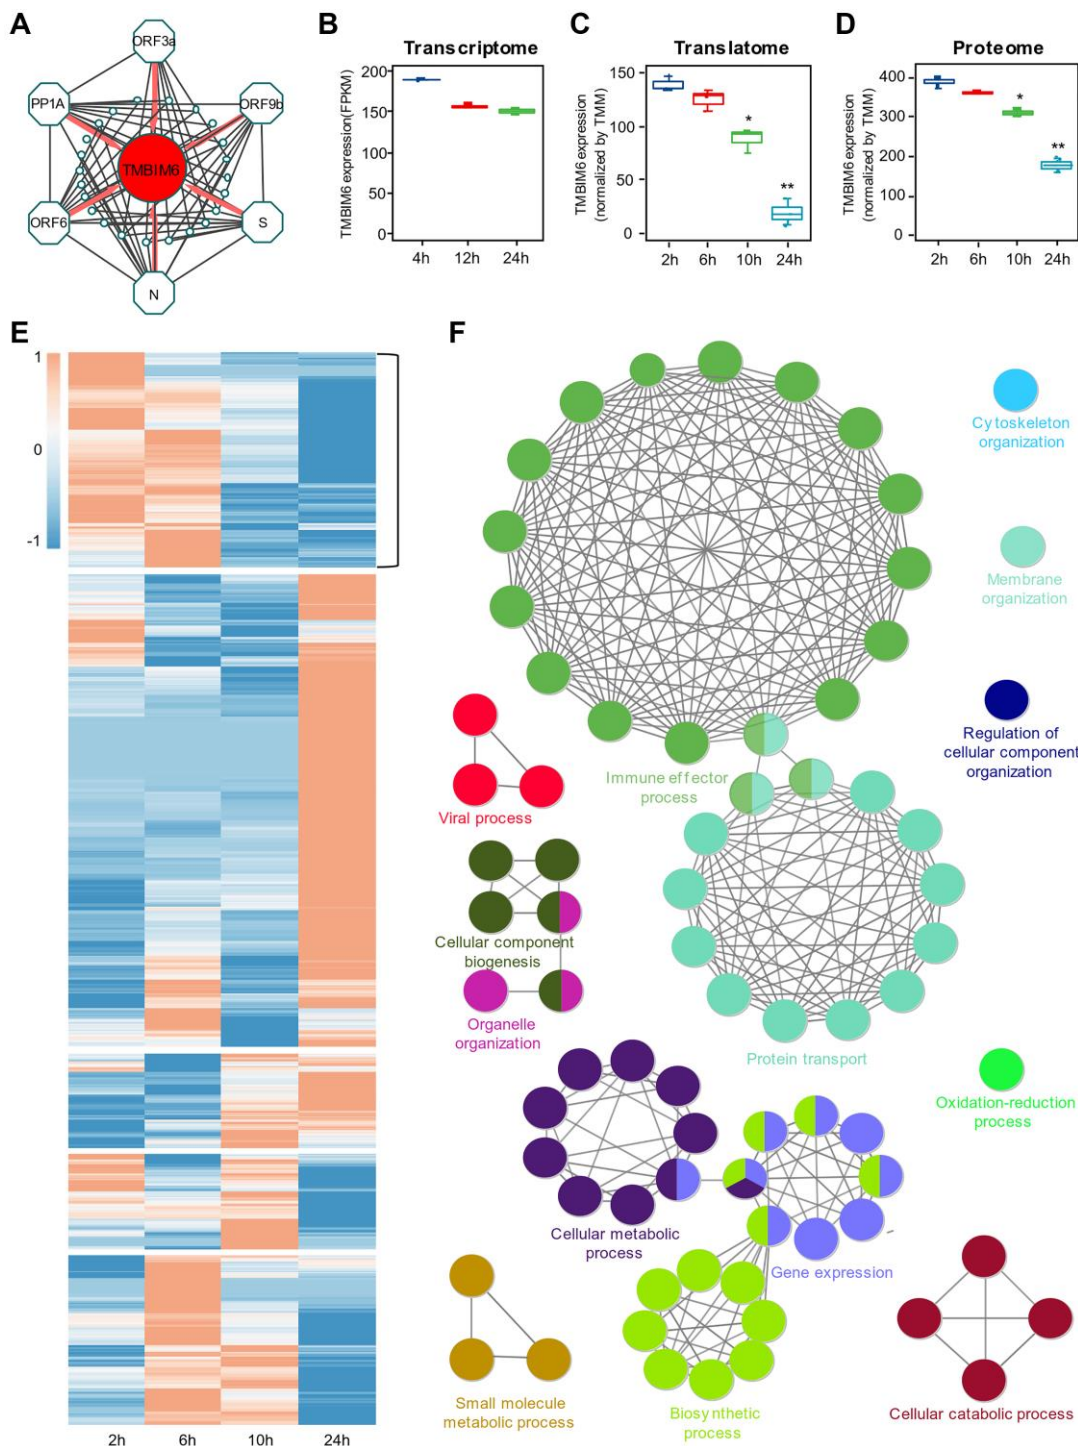 A
ORF3a
PP1A
ORF9b
TMBIM6
ORF6
S
N
B
Transcriptome
TMBIM6 expression(FPKM)
200
150
100
50
0
4h 12h 24h
C
Translatome
TMBIM6 expression
(normalized by TMM)
150
100
50
0
*
**
2h 6h 10h 24h
D
Proteome
TMBIM6 expression
(normalized by TMM)
400
300
200
100
0
*
**
2h 6h 10h 24h
E
1
0
-1
2h 6h 10h 24h
F
Cytoskeleton
organization
Membrane
organization
Regulation of
cellular component
organization
Immune effector
process
Viral process
Cellular component
biogenesis
Organelle
organization
Protein transport
Oxidation-reduction
process
Cellular metabolic
process
Gene expression
Small molecule
metabolic process
Biosynthetic
process
Cellular catabolic process